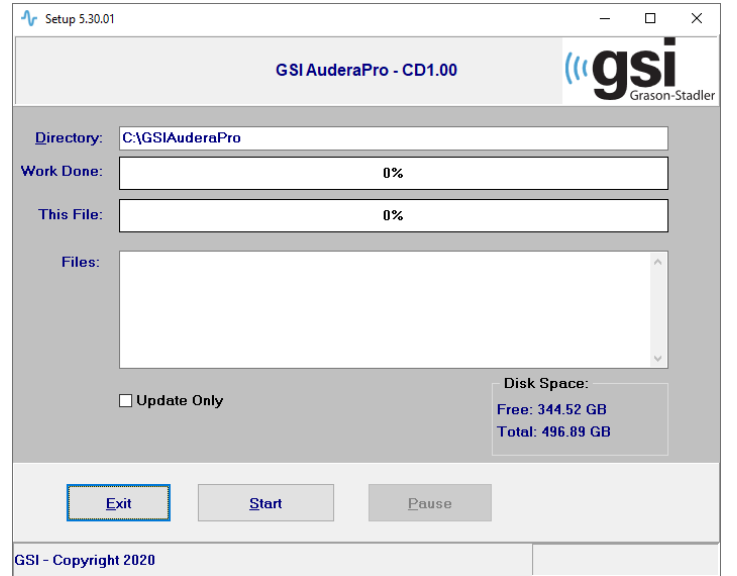 Setup 5.30.01
GSI AuderaPro - CD1.00
gsi
Grason-Stadler
Directory: C:\GSIAuderaPro
Work Done: 0%
This File: 0%
Files:
Update Only
Disk Space:
Free: 344.52 GB
Total: 496.89 GB
Exit Start Pause
GSI - Copyright 2020